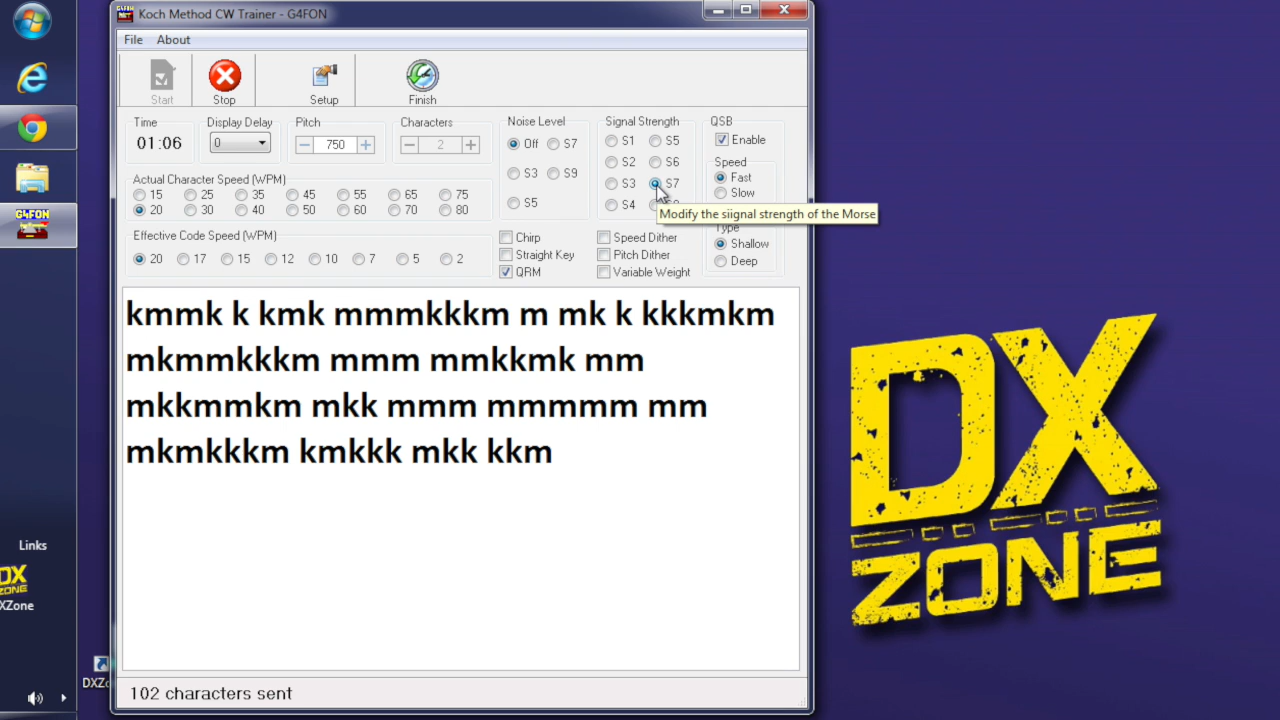 Koch Method CW Trainer - G4FON
File About
Start Stop Setup Finish
Time Display Delay Pitch Characters Noise Level Signal Strength QSB
01:06 0 750 2 Off S7 S1 S5 Enable
S2 S6 Speed
Actual Character Speed (WPM) S3 S9 S3 S7 Fast
15 25 35 45 55 65 75 Slow
20 30 40 50 60 70 80 S5 S4
Modify the siignal strength of the Morse
Type
Effective Code Speed (WPM) Chirp Speed Dither Shallow
20 17 15 12 10 7 5 2 Straight Key Pitch Dither Deep
QRM Variable Weight
kmmk k kmk mmmkkkm m mk k kkkmkm
mkmmkkkm mmm mmkkmk mm
mkkmmkm mkk mmm mmmmm mm
mkmkkkm kmkkk mkk kkm
102 characters sent
G4FON
Links
DX
ZONE
XZone
DXZo
DX
ZONE